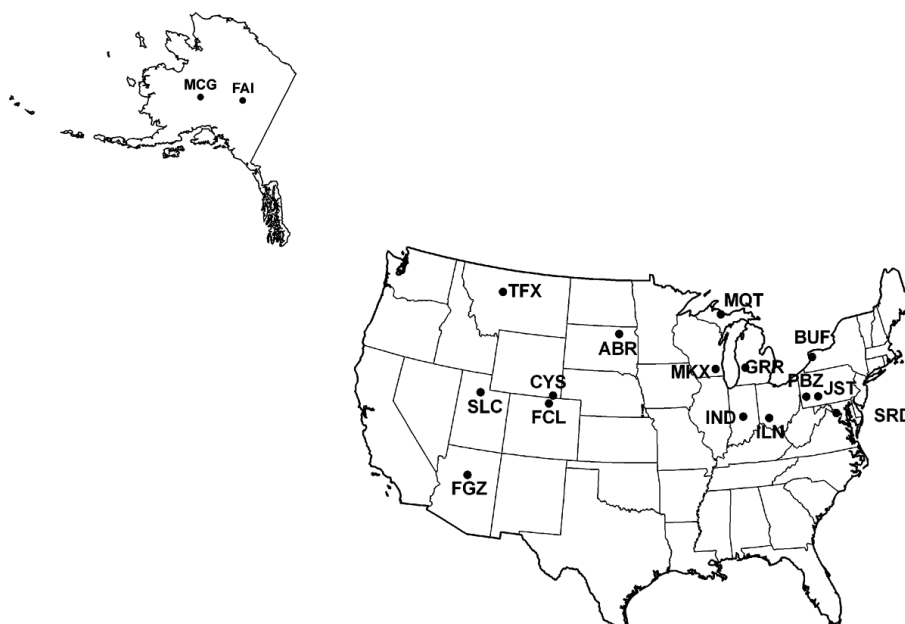 MCG
FAI
TFX
MQT
ABR
BUF
MKX
GRR
CYS
PBZ
JST
SLC
FCL
IND
ILN
SRD
FGZ